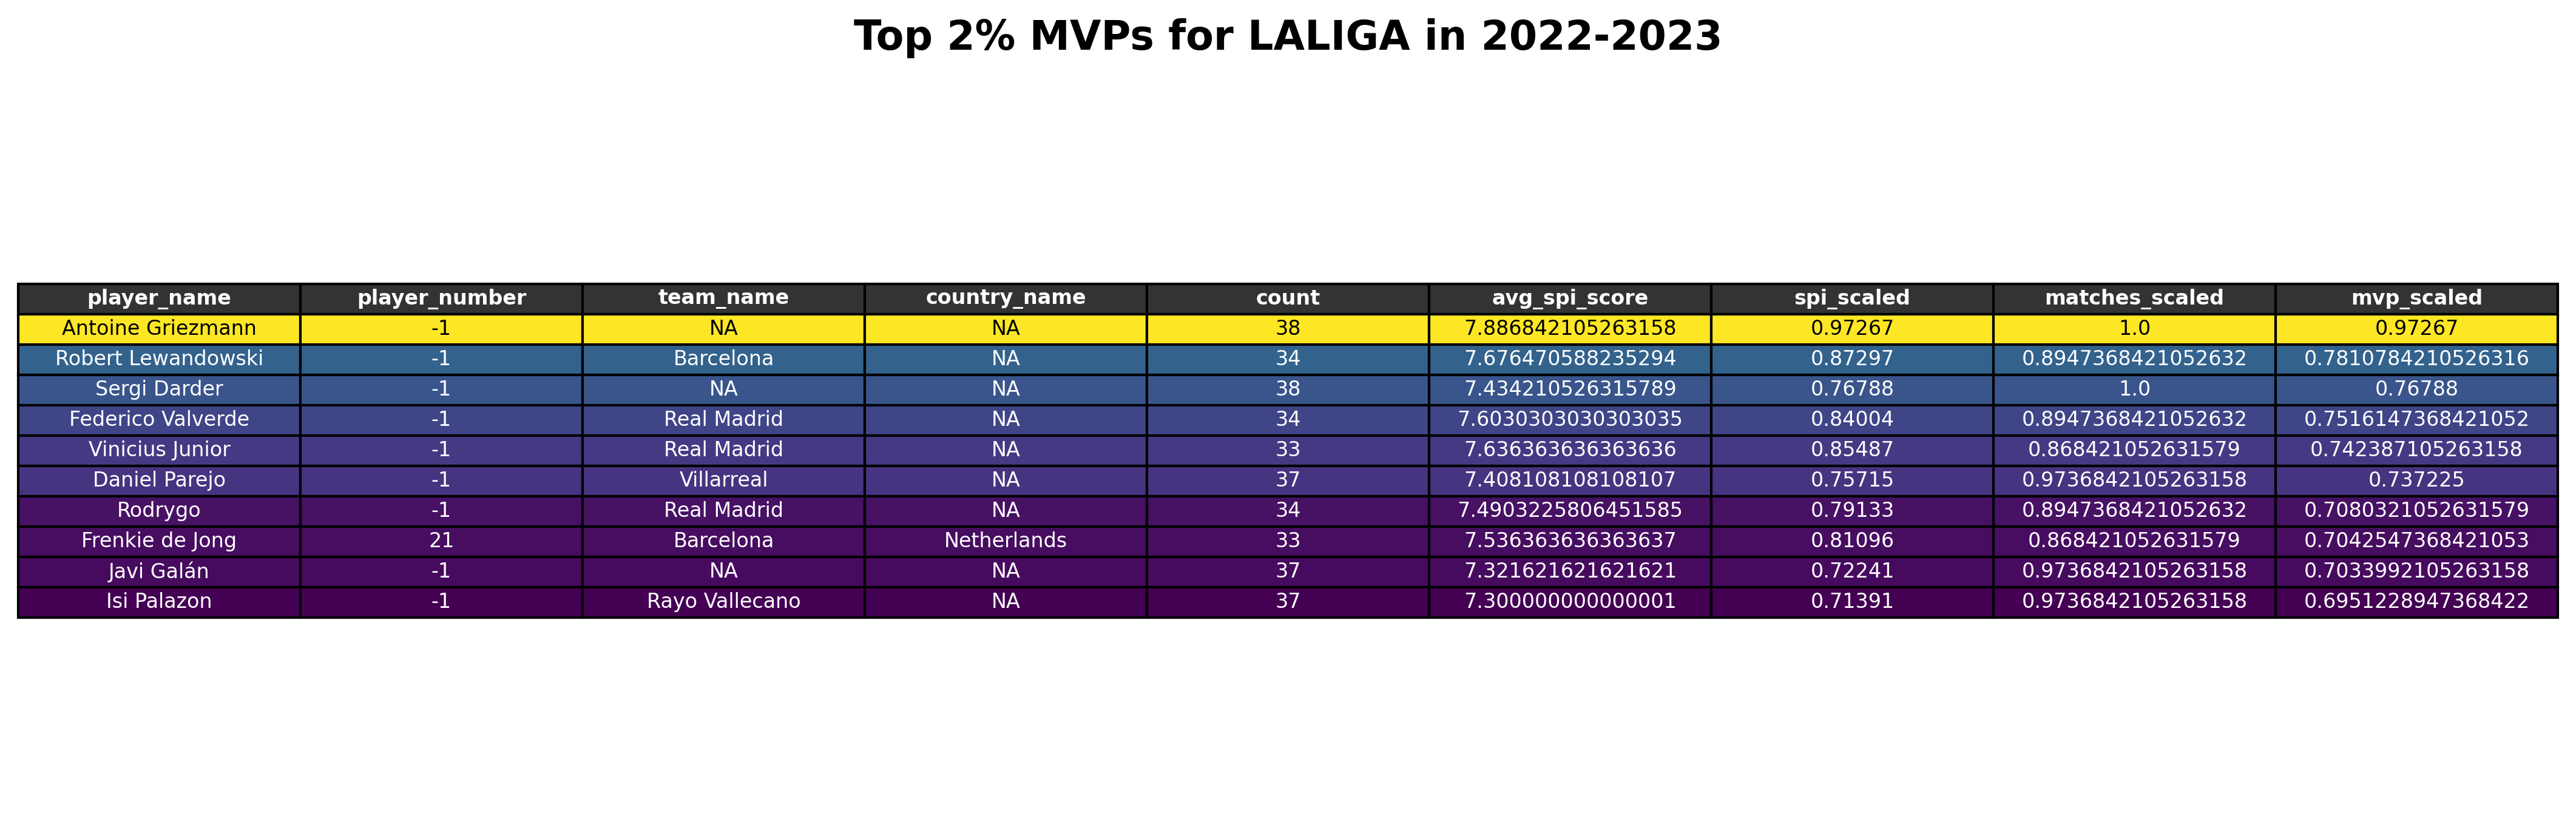 Top 2% MVPs for LALIGA in 2022-2023
player_name player_number team_name country_name count avg_spi_score spi_scaled matches_scaled mvp_scaled
Antoine Griezmann -1 NA NA 38 7.886842105263158 0.97267 1.0 0.97267
Robert Lewandowski -1 Barcelona NA 34 7.676470588235294 0.87297 0.8947368421052632 0.7810784210526316
Sergi Darder -1 NA NA 38 7.434210526315789 0.76788 1.0 0.76788
Federico Valverde -1 Real Madrid NA 34 7.6030303030303035 0.84004 0.8947368421052632 0.7516147368421052
Vinicius Junior -1 Real Madrid NA 33 7.636363636363636 0.85487 0.868421052631579 0.742387105263158
Daniel Parejo -1 Villarreal NA 37 7.408108108108107 0.75715 0.9736842105263158 0.737225
Rodrygo -1 Real Madrid NA 34 7.4903225806451585 0.79133 0.8947368421052632 0.7080321052631579
Frenkie de Jong 21 Barcelona Netherlands 33 7.536363636363637 0.81096 0.868421052631579 0.7042547368421053
Javi Galán -1 NA NA 37 7.321621621621621 0.72241 0.9736842105263158 0.7033992105263158
Isi Palazon -1 Rayo Vallecano NA 37 7.300000000000001 0.71391 0.9736842105263158 0.6951228947368422